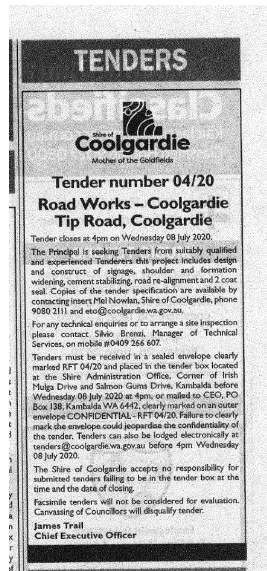 TENDERS
Shire of
Coolgardie
Mother of the Goldfields
Tender number 04/20
Road Works – Coolgardie
Tip Road, Coolgardie
Tender closes at 4pm on Wednesday 08 July 2020.
The Principal is seeking Tenders from suitably qualified
and experienced Tenderers this project includes design
and construct of signage, shoulder and formation
widening, cement stabilizing, road re-alignment and 2 coat
seal. Copies of the tender specification are available by
contacting insert Mel Nowlan, Shire of Coolgardie, phone
9080 2111 and eto@coolgardie.wa.gov.au.
For any technical enquiries or to arrange a site inspection
please contact Silvio Brenzi, Manager of Technical
Services, on mobile #0409 266 607.
Tenders must be received in a sealed envelope clearly
marked RFT 04/20 and placed in the tender box located
at the Shire Administration Office, Corner of Irish
Mulga Drive and Salmon Gums Drive, Kambalda before
Wednesday 08 July 2020 at 4pm, or mailed to CEO, PO
Box 138, Kambalda WA 6442, clearly marked on an outer
envelope CONFIDENTIAL - RFT 04/20. Failure to clearly
mark the envelope could jeopardise the confidentiality of
the tender. Tenders can also be lodged electronically at
tenders@coolgardie.wa.gov.au before 4pm Wednesday
08 July 2020.
The Shire of Coolgardie accepts no responsibility for
submitted tenders failing to be in the tender box at the
time and the date of closing.
Facsimile tenders will not be considered for evaluation.
Canvassing of Councillors will disqualify tender.
James Trail
Chief Executive Officer